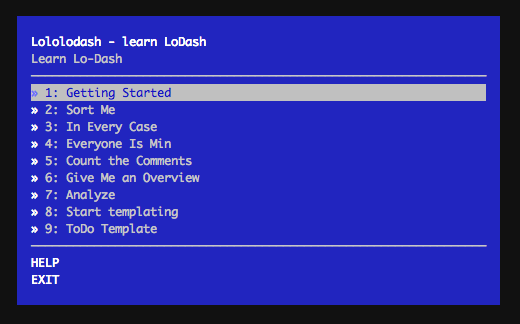 Lololodash - learn LoDash
Learn Lo-Dash
» 1: Getting Started
» 2: Sort Me
» 3: In Every Case
» 4: Everyone Is Min
» 5: Count the Comments
» 6: Give Me an Overview
» 7: Analyze
» 8: Start templating
» 9: ToDo Template
HELP
EXIT